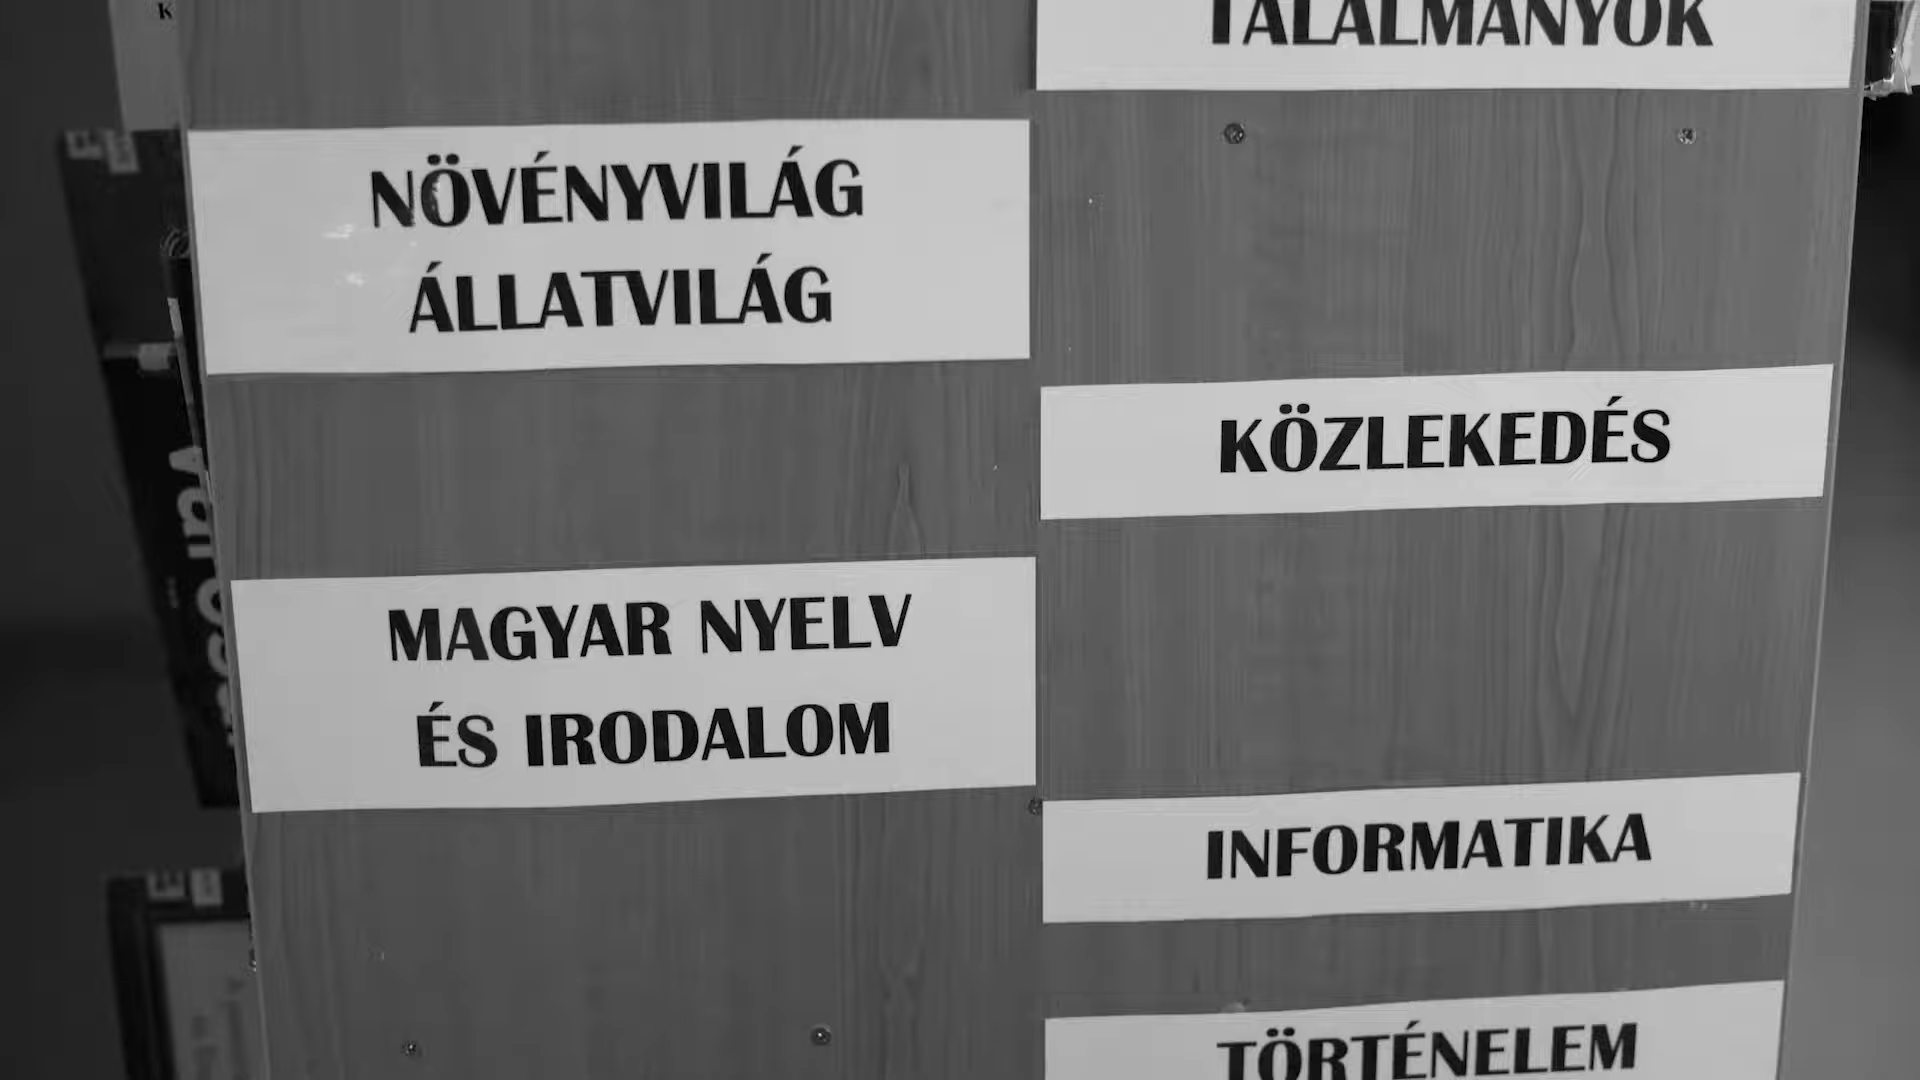 K
TALÁLMÁNYOK
NÖVÉNYVILÁG
ÁLLATVILÁG
KÖZLEKEDÉS
MAGYAR NYELV
ÉS IRODALOM
INFORMATIKA
TÖRTÉNELEM